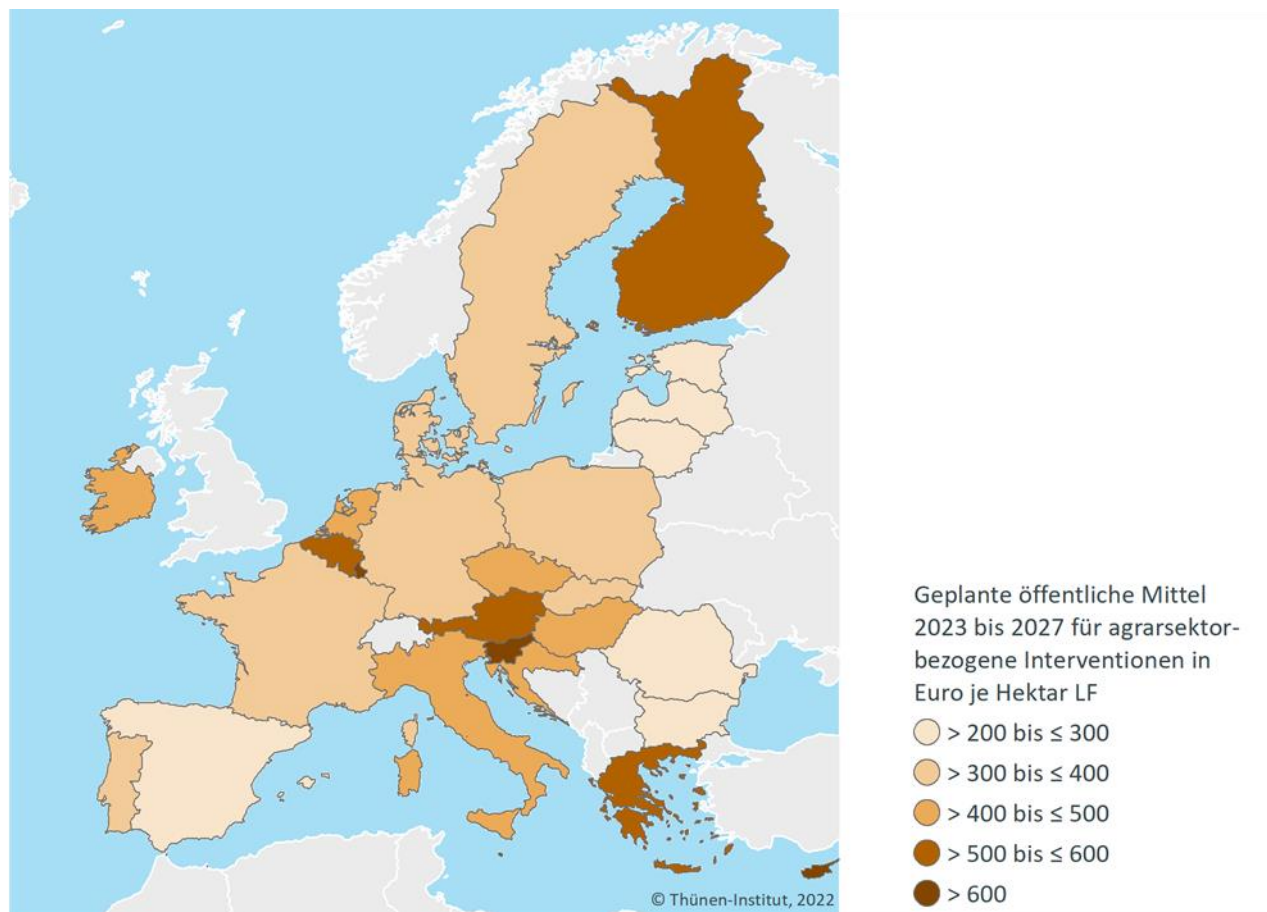 Geplante öffentliche Mittel
2023 bis 2027 für agrarsektor-
bezogene Interventionen in
Euro je Hektar LF
> 200 bis ≤ 300
> 300 bis ≤ 400
> 400 bis ≤ 500
> 500 bis ≤ 600
> 600
© Thünen-Institut, 2022